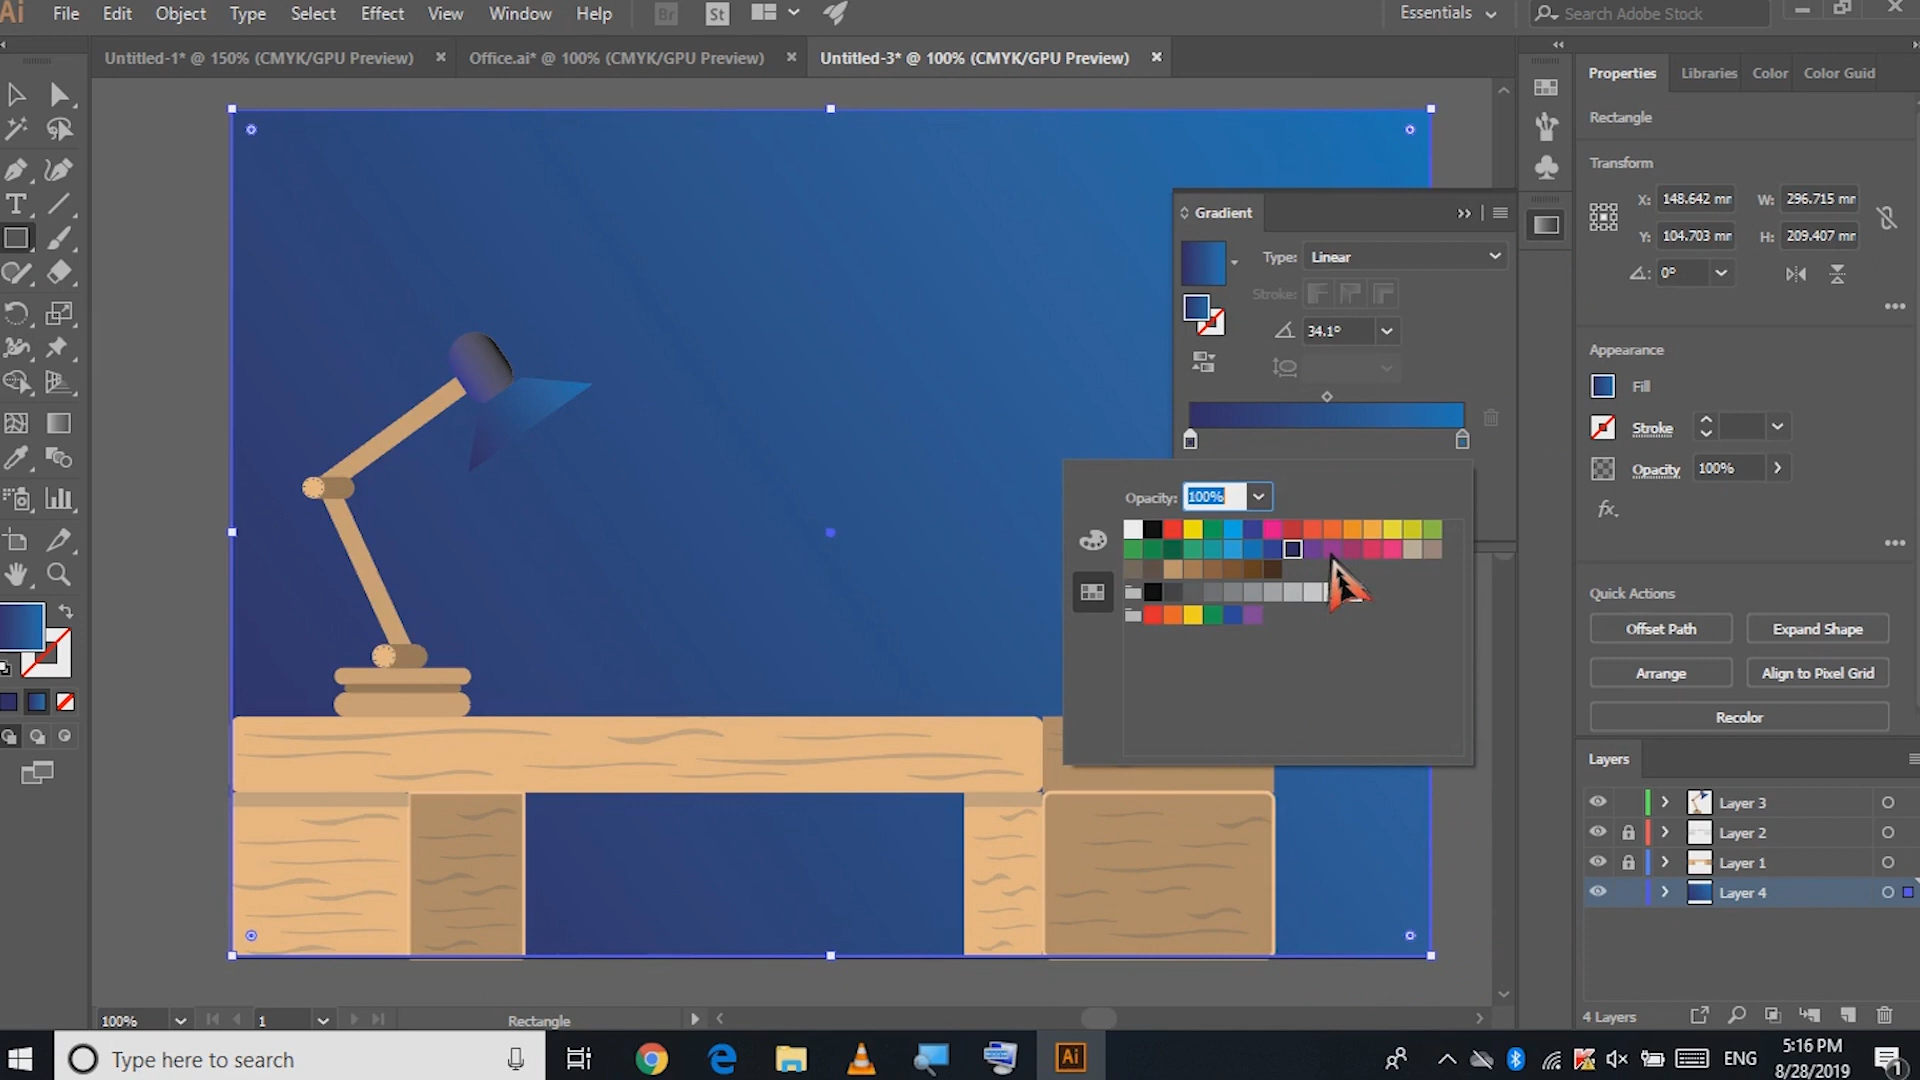 Ai File Edit Object Type Select Effect View Window Help Br St Essentials Search Adobe Stock
Untitled-1* @ 150% (CMYK/GPU Preview) Office.ai* @ 100% (CMYK/GPU Preview) Untitled-3* @ 100% (CMYK/GPU Preview)
Properties Libraries Color Color Guid
Rectangle
Transform
X: 148.642 mr W: 296.715 mr
Y: 104.703 mr H: 209.407 mr
0°
Appearance
Fill
Stroke
Opacity 100%
fx.
Quick Actions
Offset Path Expand Shape
Arrange Align to Pixel Grid
Recolor
Layers
Layer 3
Layer 2
Layer 1
Layer 4
4 Layers
Gradient
Type: Linear
Stroke:
34.1°
Opacity: 100%
100% 1 Rectangle
Type here to search Ai ENG 5:16 PM
8/28/2019 1